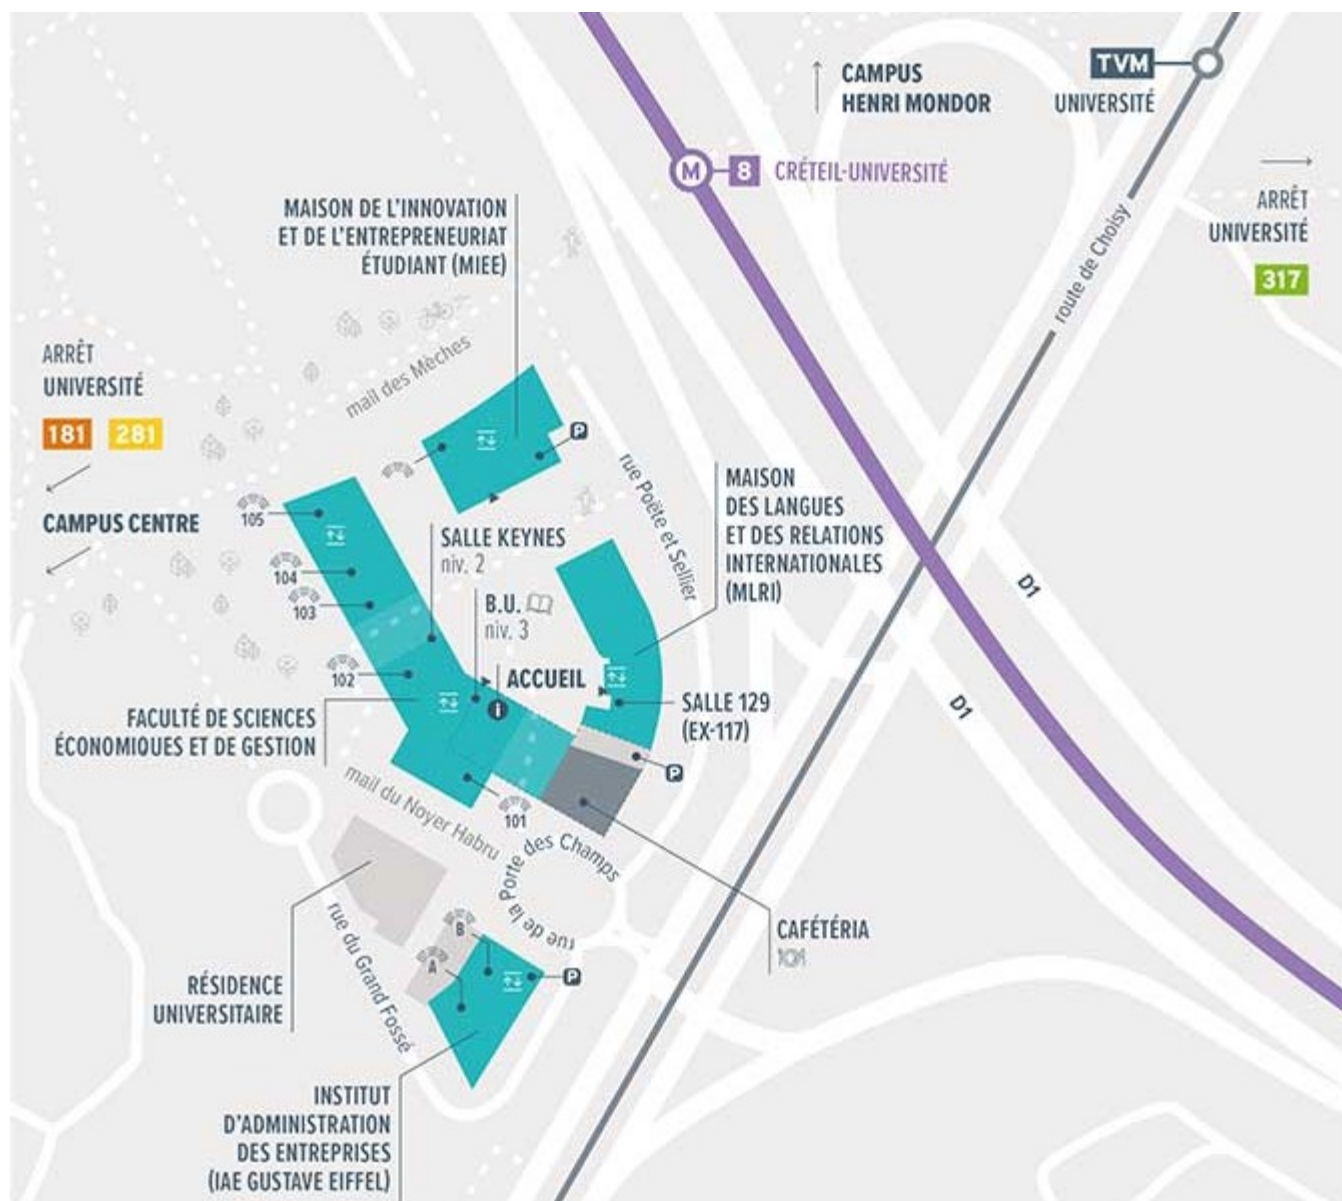 CAMPUS
HENRI MONDOR
TVM
UNIVERSITÉ
M 8 CRÉTEIL-UNIVERSITÉ
ARRÊT
UNIVERSITÉ
317
route de Choisy
MAISON DE L'INNOVATION
ET DE L'ENTREPRENEURIAT
ÉTUDIANT (MIEE)
mail des Mèches
ARRÊT
UNIVERSITÉ
181 281
CAMPUS CENTRE
P
rue Poëte et Sellier
MAISON
DES LANGUES
ET DES RELATIONS
INTERNATIONALES
(MLRI)
105
104
103
102
SALLE KEYNES
niv. 2
B.U.
niv. 3
i
ACCUEIL
SALLE 129
(EX-117)
P
D1
D1
FACULTÉ DE SCIENCES
ÉCONOMIQUES ET DE GESTION
mail du Noyer Habru
101
rue de la Porte des Champs
CAFÉTÉRIA
B
A
P
RÉSIDENCE
UNIVERSITAIRE
rue du Grand Fossé
INSTITUT
D'ADMINISTRATION
DES ENTREPRISES
(IAE GUSTAVE EIFFEL)